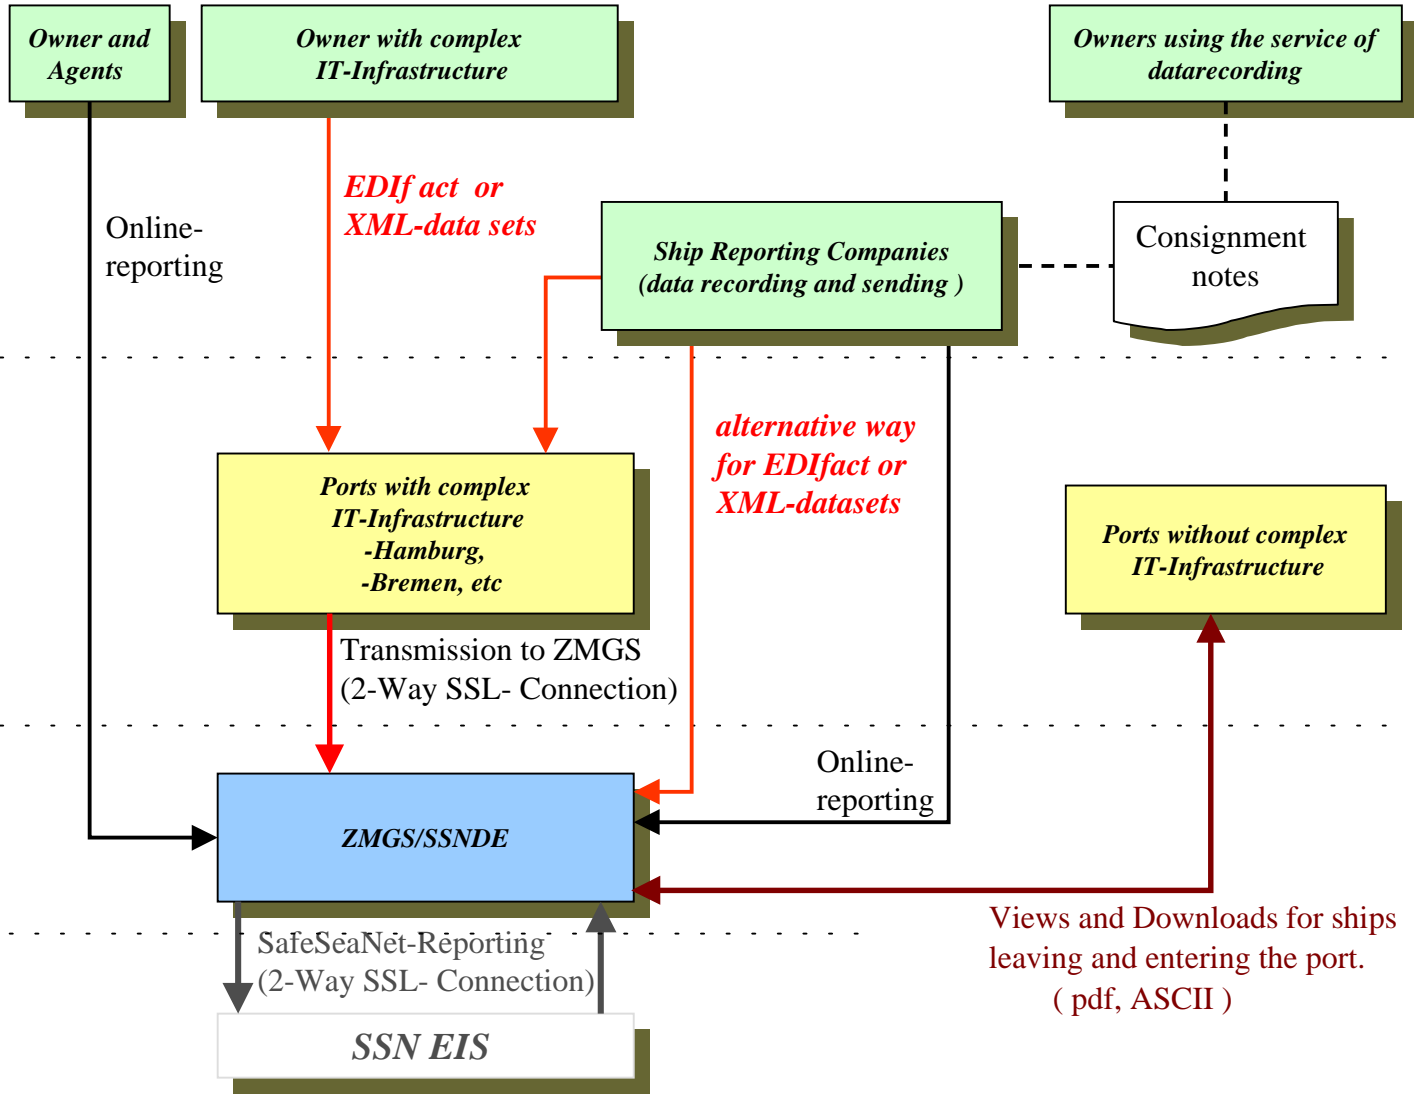 Owner and
Agents
Owner with complex
IT-Infrastructure
Owners using the service of
datarecording
EDIf act  or
XML-data sets
Online-
reporting
Ship Reporting Companies
(data recording and sending )
Consignment
notes
alternative way
for EDIfact or
XML-datasets
Ports with complex
IT-Infrastructure
-Hamburg,
-Bremen, etc
Ports without complex
IT-Infrastructure
Transmission to ZMGS
(2-Way SSL- Connection)
Online-
reporting
ZMGS/SSNDE
Views and Downloads for ships
leaving and entering the port.
( pdf, ASCII )
SafeSeaNet-Reporting
(2-Way SSL- Connection)
SSN EIS